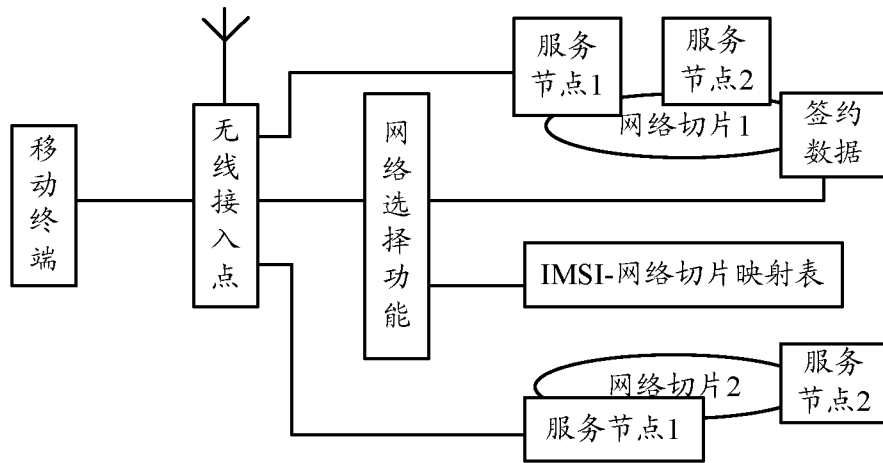 移动终端
无线接入点
网络选择功能
服务
节点1
服务
节点2
网络切片1
签约
数据
IMSI-网络切片映射表
网络切片2
服务
节点2
服务节点1